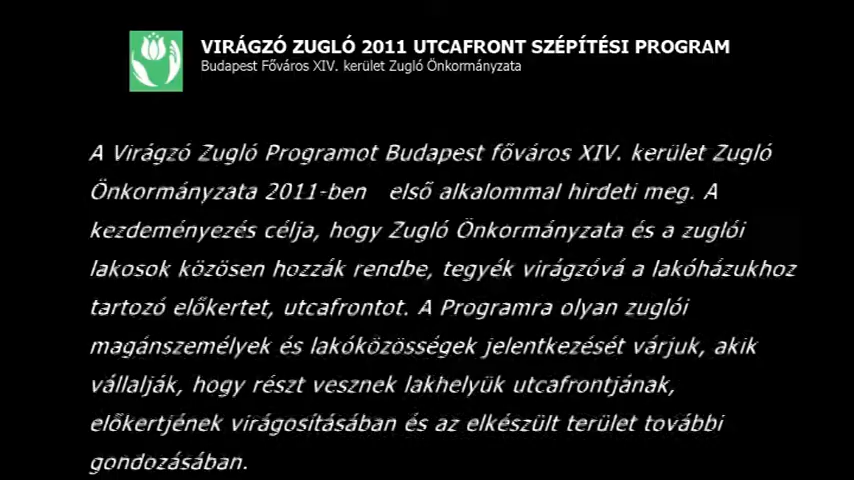 VIRÁGZÓ ZUGLÓ 2011 UTCAFRONT SZÉPÍTÉSI PROGRAM
Budapest Főváros XIV. kerület Zugló Önkormányzata
A Virágzó Zugló Programot Budapest főváros XIV. kerület Zugló
Önkormányzata 2011-ben első alkalommal hirdeti meg. A
kezdeményezés célja, hogy Zugló Önkormányzata és a zuglói
lakosok közösen hozzák rendbe, tegyék virágzóvá a lakóházukhoz
tartozó előkertet, utcafrontot. A Programra olyan zuglói
magánszemélyek és lakóközösségek jelentkezését várjuk, akik
vállalják, hogy részt vesznek lakhelyük utcafrontjának,
előkertjének virágosításában és az elkészült terület további
gondozásában.